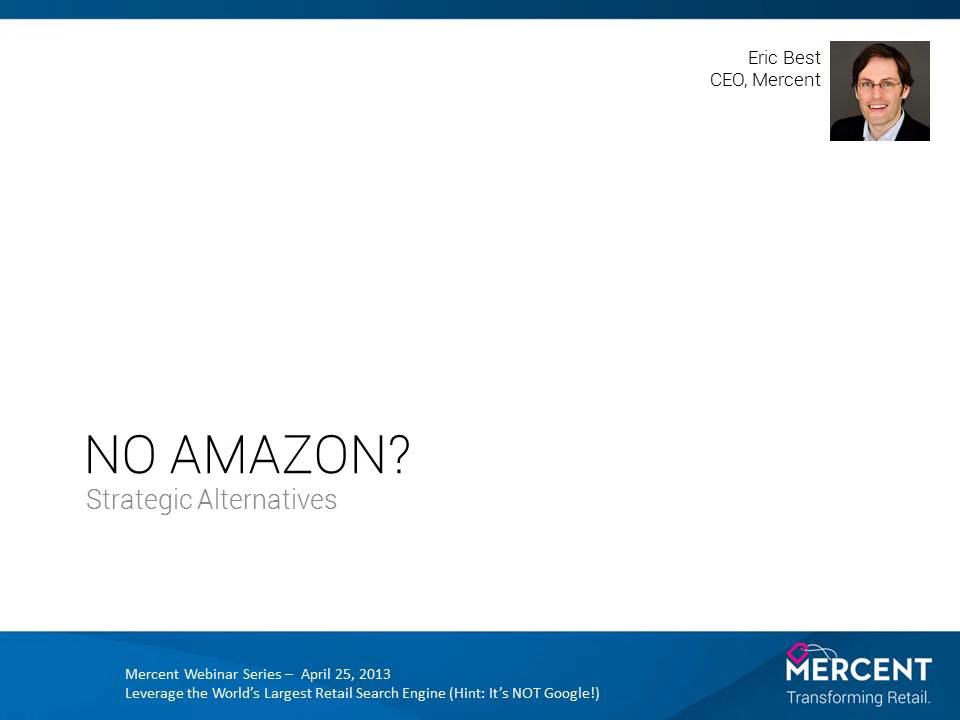 Eric Best
CEO, Mercent
NO AMAZON?
Strategic Alternatives
Mercent Webinar Series – April 25, 2013
Leverage the World’s Largest Retail Search Engine (Hint: It’s NOT Google!)
MERCENT
Transforming Retail.